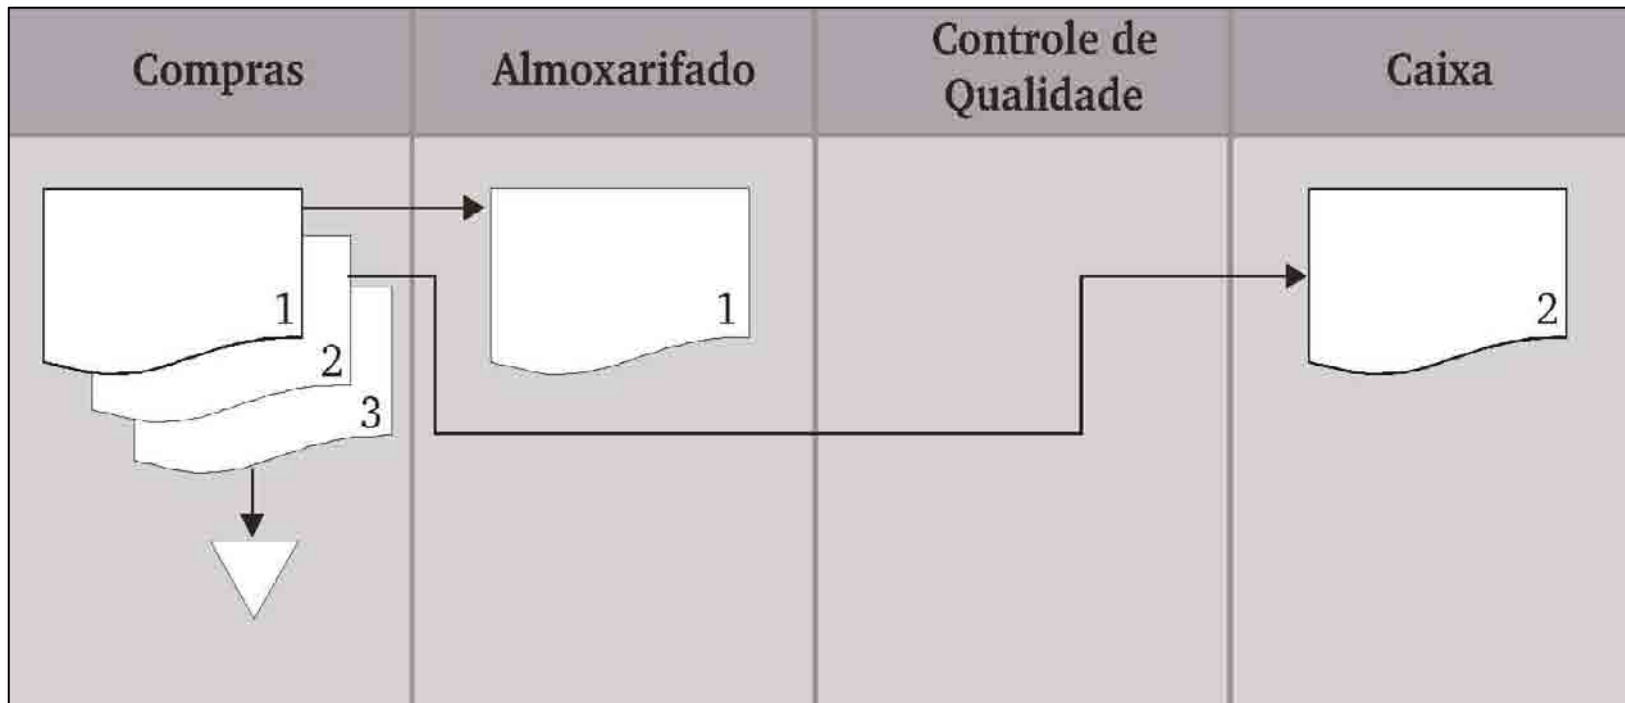 Compras
Almoxarifado
Controle de
Qualidade
Caixa
1
2
3
1
2